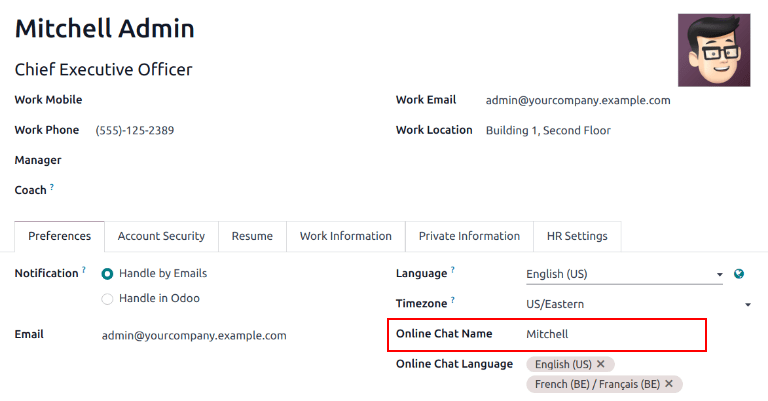 Mitchell Admin
Chief Executive Officer
Work Mobile
Work Email admin@yourcompany.example.com
Work Phone (555)-125-2389
Work Location Building 1, Second Floor
Manager
Coach ?
Preferences Account Security Resume Work Information Private Information HR Settings
Notification ? Handle by Emails
Handle in Odoo
Email admin@yourcompany.example.com
Language ? English (US)
Timezone ? US/Eastern
Online Chat Name Mitchell
Online Chat Language English (US) ✕
French (BE) / Français (BE) ✕